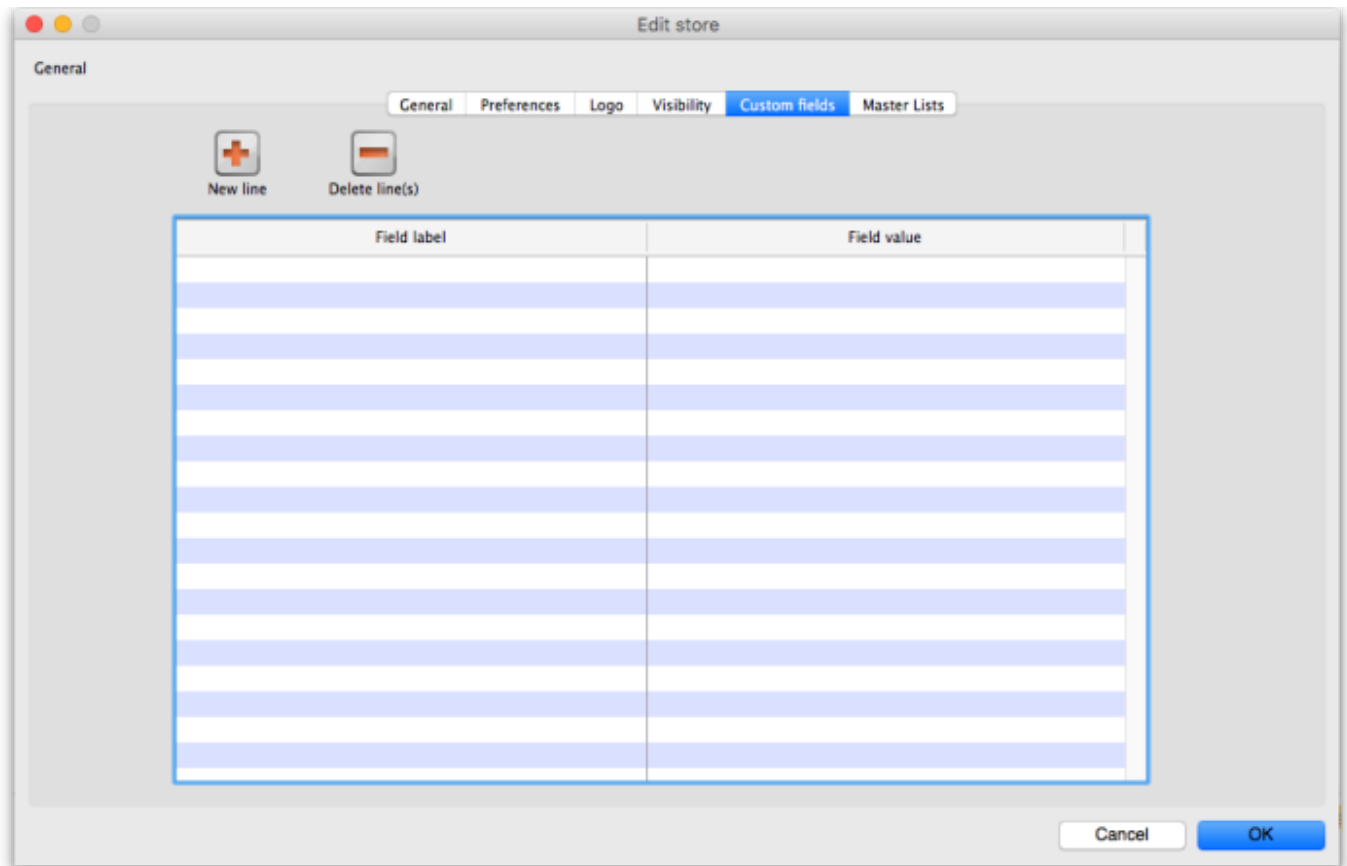 Edit store
General
General Preferences Logo Visibility Custom fields Master Lists
New line Delete line(s)
Field label Field value
Cancel OK